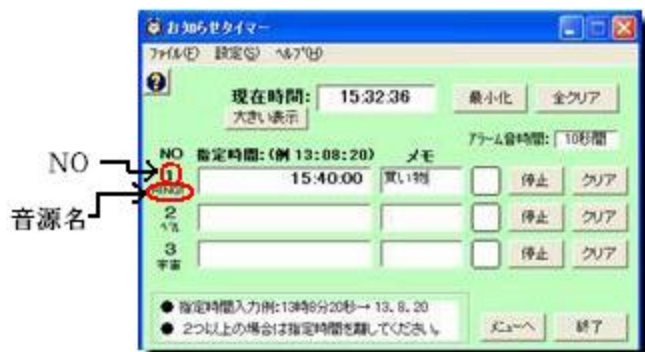 お知らせタイマー
ファイル(F) 設定(S) ヘルプ(H)
現在時間: 15:32:36 最小化 全クリア
大きい表示
アラーム音時間: 10秒間
NO 指定時間:(例 13:08:20) メモ
NO 1 15:40:00 買い物 停止 クリア
音源名
2 停止 クリア
ベル
3 停止 クリア
宇宙
● 指定時間入力例:13時8分20秒→ 13. 8. 20
● 2つ以上の場合は指定時間を離してください。
メニューへ 終了